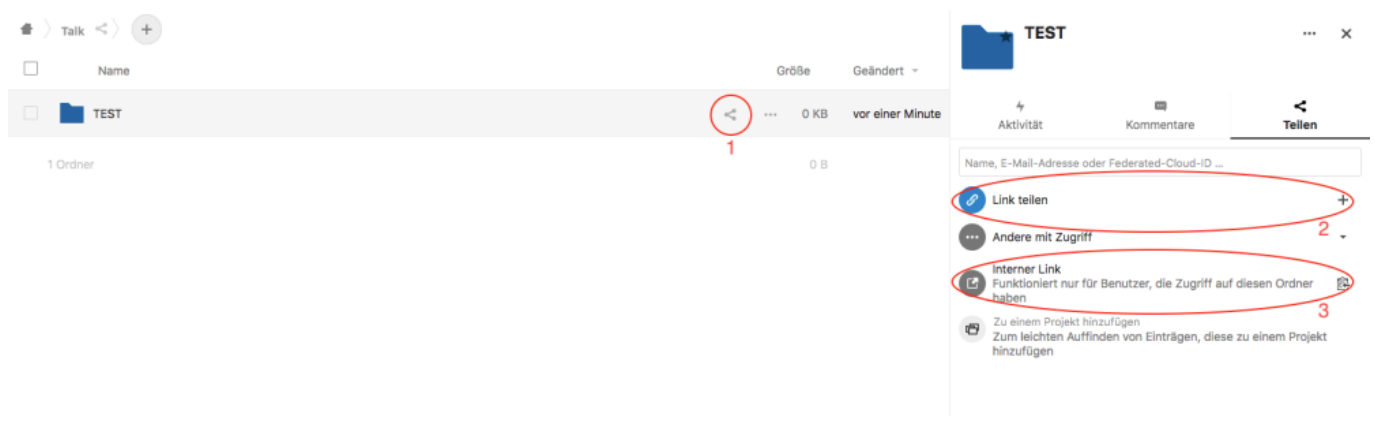 Talk
Name
Größe
Geändert
TEST
0 KB
vor einer Minute
1
1 Ordner
0 B
TEST
Aktivität
Kommentare
Teilen
Name, E-Mail-Adresse oder Federated-Cloud-ID ...
Link teilen
2
Andere mit Zugriff
Interner Link
Funktioniert nur für Benutzer, die Zugriff auf diesen Ordner
haben
3
Zu einem Projekt hinzufügen
Zum leichten Auffinden von Einträgen, diese zu einem Projekt
hinzufügen